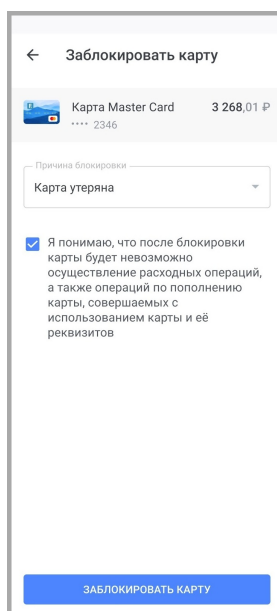 Заблокировать карту
Карта Master Card 3 268,01 ₽
•••• 2346
Причина блокировки
Карта утеряна
Я понимаю, что после блокировки
карты будет невозможно
осуществление расходных операций,
а также операций по пополнению
карты, совершаемых с
использованием карты и её
реквизитов
ЗАБЛОКИРОВАТЬ КАРТУ